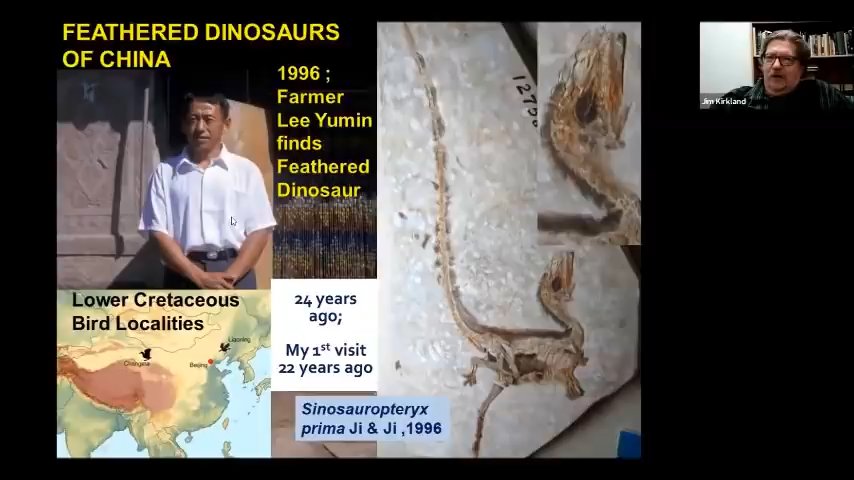 FEATHERED DINOSAURS
OF CHINA
1996 ;
Farmer
Lee Yumin
finds
Feathered
Dinosaur
Lower Cretaceous
Bird Localities
Liaoning
Beijing
24 years
ago;
My 1st visit
22 years ago
Sinosauropteryx
prima Ji & Ji ,1996
Jim Kirkland